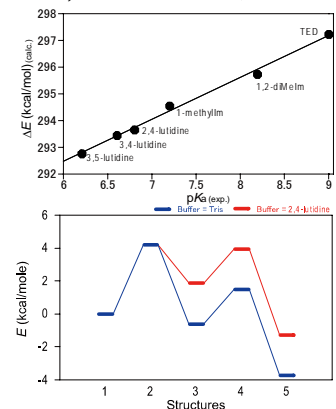 298
297
296
295
294
293
292
ΔE (kcal/mol)(calc.)
TED
1,2-diMeIm
1-methylIm
2,4-lutidine
3,4-lutidine
3,5-lutidine
6 6.5 7 7.5 8 8.5 9
pKa (exp.)
Buffer = Tris Buffer = 2,4-lutidine
6
4
2
0
-2
-4
E (kcal/mole)
1 2 3 4 5
Structures